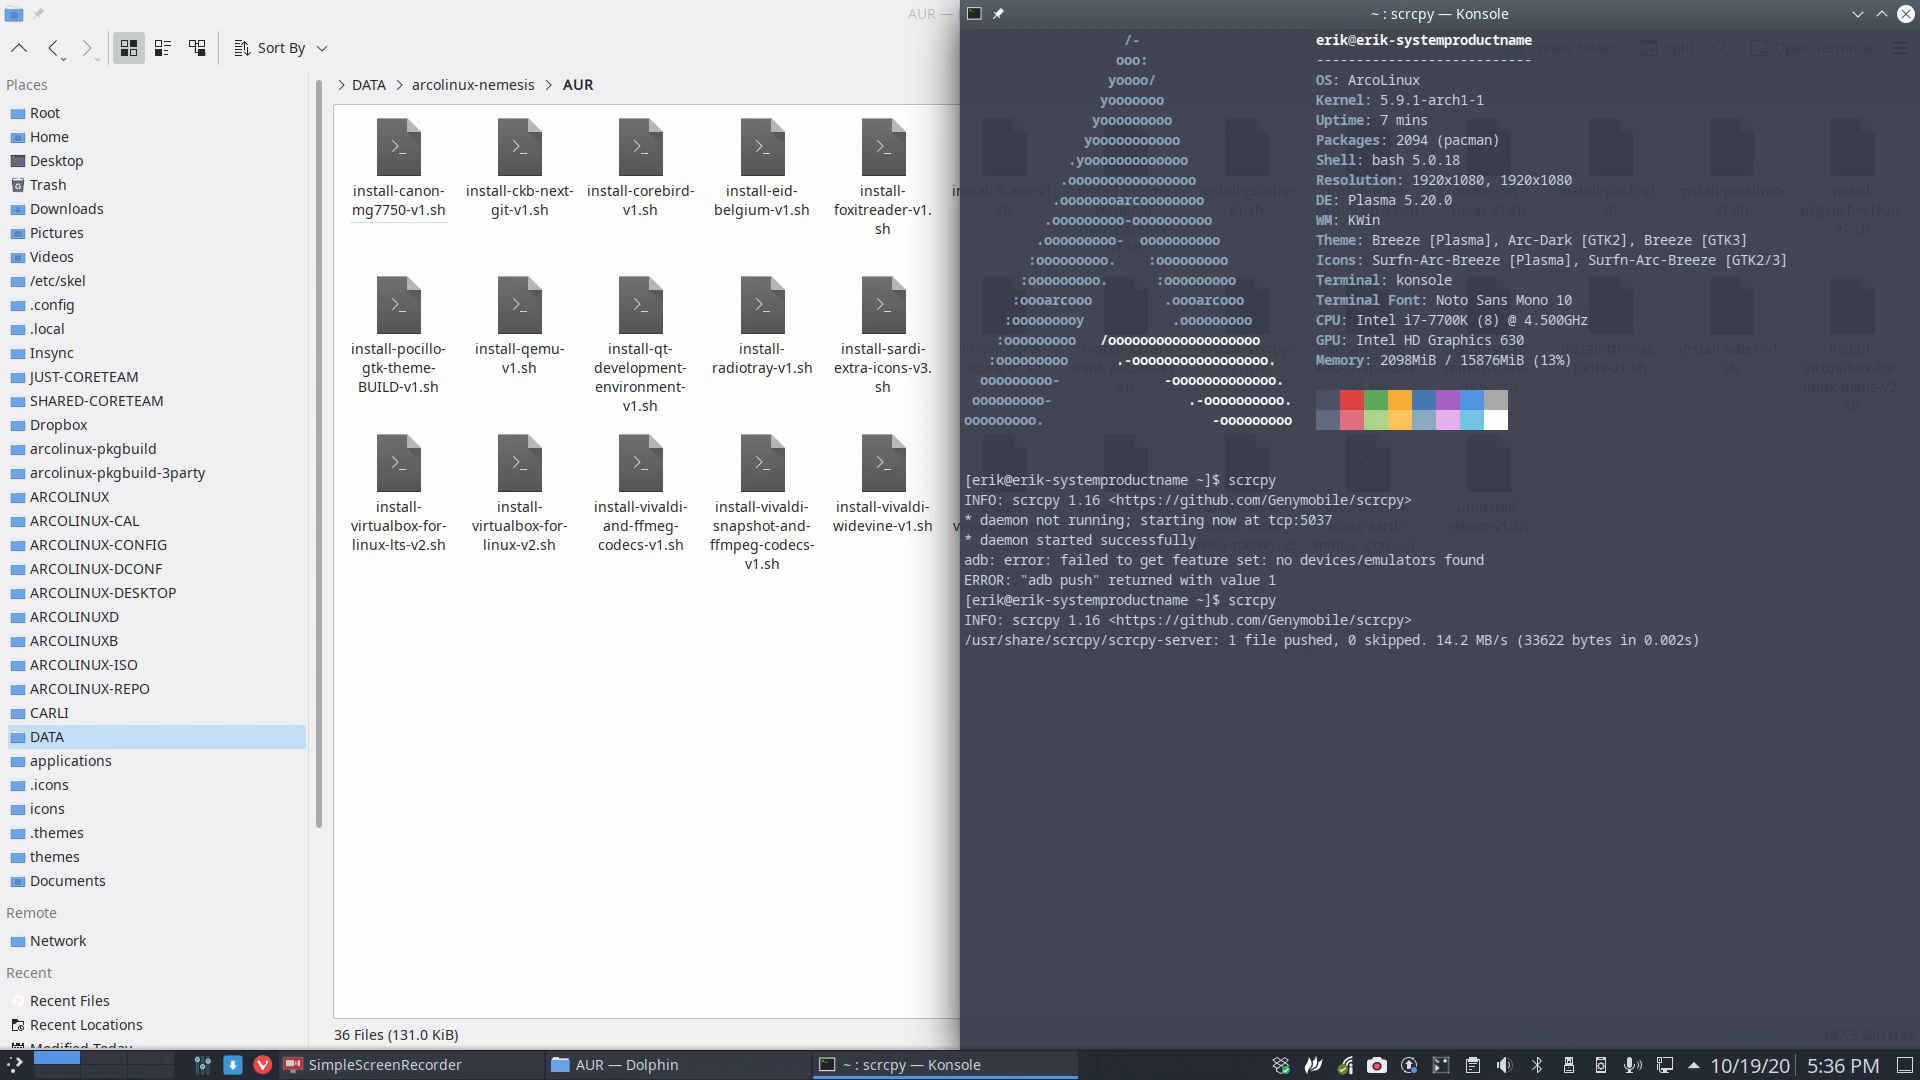 AUR —
Sort By
Places
Root
Home
Desktop
Trash
Downloads
Pictures
Videos
/etc/skel
.config
.local
Insync
JUST-CORETEAM
SHARED-CORETEAM
Dropbox
arcolinux-pkgbuild
arcolinux-pkgbuild-3party
ARCOLINUX
ARCOLINUX-CAL
ARCOLINUX-CONFIG
ARCOLINUX-DCONF
ARCOLINUX-DESKTOP
ARCOLINUXD
ARCOLINUXB
ARCOLINUX-ISO
ARCOLINUX-REPO
CARLI
DATA
applications
.icons
icons
.themes
themes
Documents
Remote
Network
Recent
Recent Files
Recent Locations
Modified Today
DATA > arcolinux-nemesis > AUR
install-canon-
mg7750-v1.sh
install-ckb-next-
git-v1.sh
install-corebird-
v1.sh
install-eid-
belgium-v1.sh
install-
foxitreader-v1.
sh
install-pocillo-
gtk-theme-
BUILD-v1.sh
install-qemu-
v1.sh
install-qt-
development-
environment-
v1.sh
install-
radiotray-v1.sh
install-sardi-
extra-icons-v3.
sh
install-
virtualbox-for-
linux-lts-v2.sh
install-
virtualbox-for-
linux-v2.sh
install-vivaldi-
and-ffmeg-
codecs-v1.sh
install-vivaldi-
snapshot-and-
ffmpeg-codecs-
v1.sh
install-vivaldi-
widevine-v1.sh
36 Files (131.0 KiB)
~ : scrcpy — Konsole
erik@erik-systemproductname
---------------------------
OS: ArcoLinux
Kernel: 5.9.1-arch1-1
Uptime: 7 mins
Packages: 2094 (pacman)
Shell: bash 5.0.18
Resolution: 1920x1080, 1920x1080
DE: Plasma 5.20.0
WM: KWin
Theme: Breeze [Plasma], Arc-Dark [GTK2], Breeze [GTK3]
Icons: Surfn-Arc-Breeze [Plasma], Surfn-Arc-Breeze [GTK2/3]
Terminal: konsole
Terminal Font: Noto Sans Mono 10
CPU: Intel i7-7700K (8) @ 4.500GHz
GPU: Intel HD Graphics 630
Memory: 2098MiB / 15876MiB (13%)
[erik@erik-systemproductname ~]$ scrcpy
INFO: scrcpy 1.16 <https://github.com/Genymobile/scrcpy>
* daemon not running; starting now at tcp:5037
* daemon started successfully
adb: error: failed to get feature set: no devices/emulators found
ERROR: "adb push" returned with value 1
[erik@erik-systemproductname ~]$ scrcpy
INFO: scrcpy 1.16 <https://github.com/Genymobile/scrcpy>
/usr/share/scrcpy/scrcpy-server: 1 file pushed, 0 skipped. 14.2 MB/s (33622 bytes in 0.002s)
187.3 GiB free
SimpleScreenRecorder
AUR — Dolphin
~ : scrcpy — Konsole
10/19/20
5:36 PM